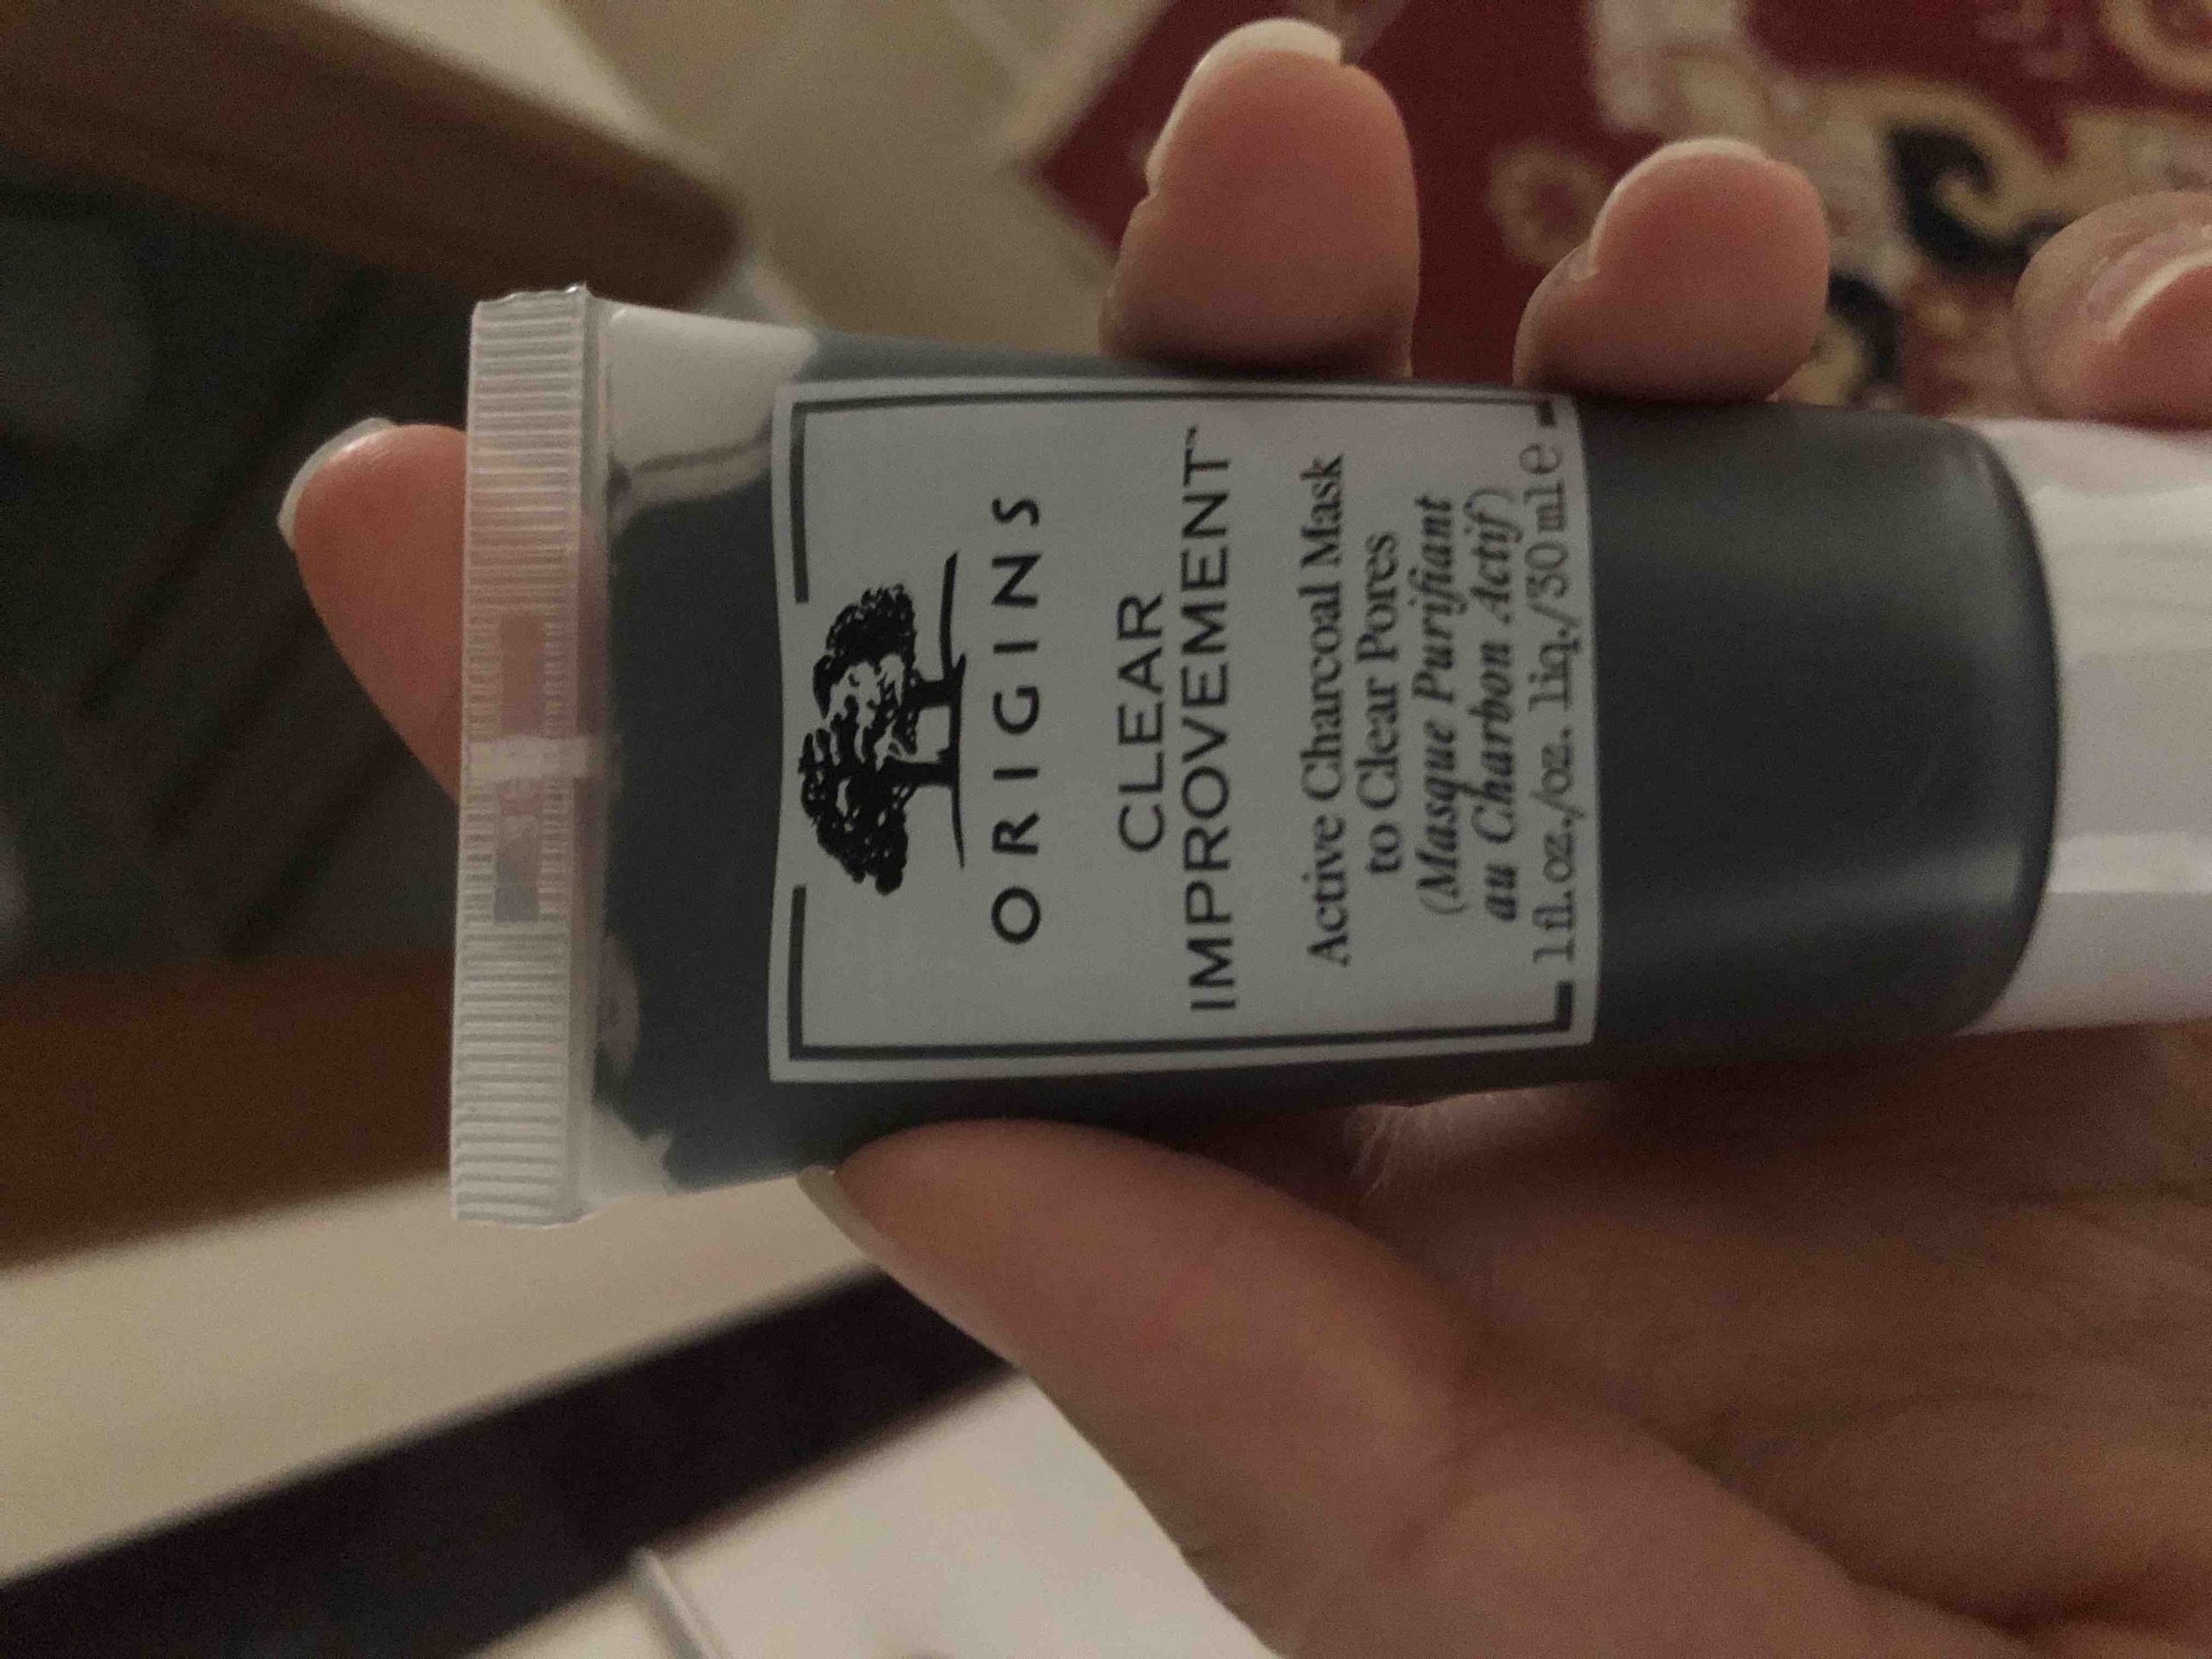 ORIGINS
CLEAR
IMPROVEMENT™
Active Charcoal Mask
to Clear Pores
(Masque Purifiant
au Charbon Actif)
1 fl. oz./oz. liq./30 ml e